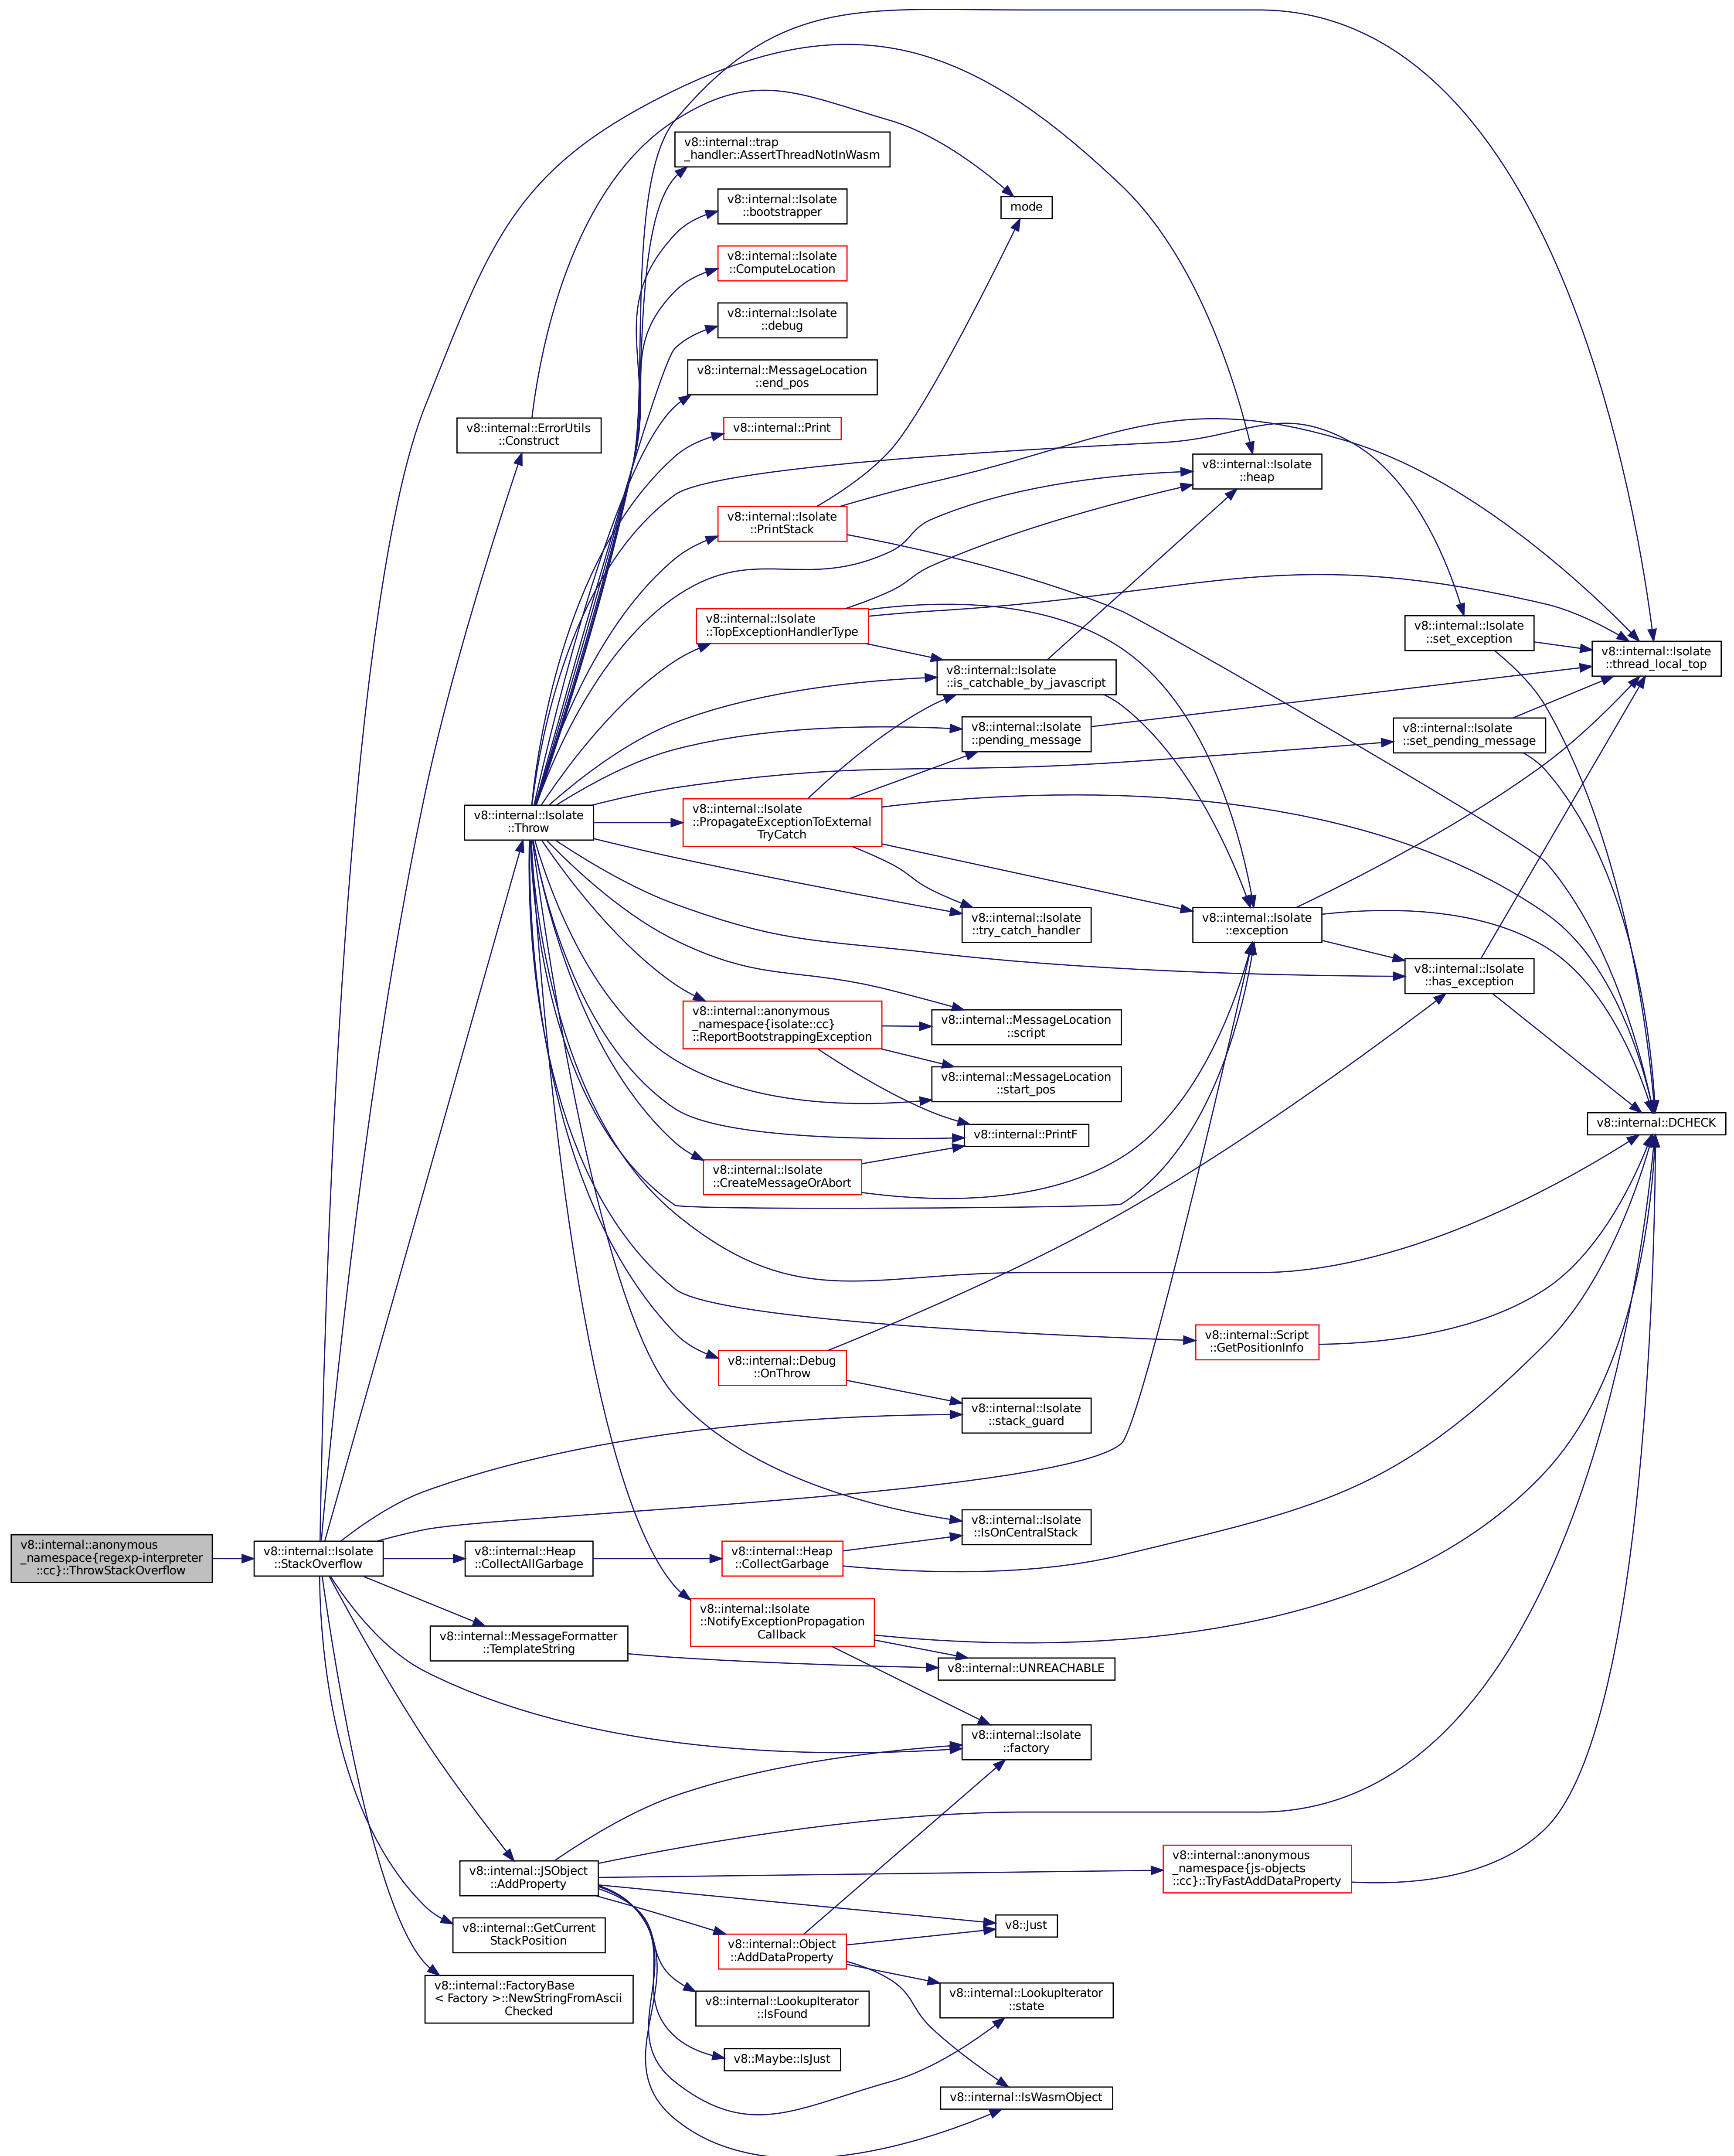 v8::internal::trap
_handler::AssertThreadNotInWasm
v8::internal::Isolate
::bootstrapper
mode
v8::internal::Isolate
::ComputeLocation
v8::internal::Isolate
::debug
v8::internal::MessageLocation
::end_pos
v8::internal::ErrorUtils
::Construct
v8::internal::Print
v8::internal::Isolate
::heap
v8::internal::Isolate
::PrintStack
v8::internal::Isolate
::TopExceptionHandlerType
v8::internal::Isolate
::set_exception
v8::internal::Isolate
::thread_local_top
v8::internal::Isolate
::is_catchable_by_javascript
v8::internal::Isolate
::pending_message
v8::internal::Isolate
::set_pending_message
v8::internal::Isolate
::Throw
v8::internal::Isolate
::PropagateExceptionToExternal
TryCatch
v8::internal::Isolate
::try_catch_handler
v8::internal::Isolate
::exception
v8::internal::Isolate
::has_exception
v8::internal::anonymous
_namespace{isolate::cc}
::ReportBootstrappingException
v8::internal::MessageLocation
::script
v8::internal::MessageLocation
::start_pos
v8::internal::PrintF
v8::internal::DCHECK
v8::internal::Isolate
::CreateMessageOrAbort
v8::internal::Script
::GetPositionInfo
v8::internal::Debug
::OnThrow
v8::internal::Isolate
::stack_guard
v8::internal::Isolate
::IsOnCentralStack
v8::internal::anonymous
_namespace{regexp-interpreter
::cc}::ThrowStackOverflow
v8::internal::Isolate
::StackOverflow
v8::internal::Heap
::CollectAllGarbage
v8::internal::Heap
::CollectGarbage
v8::internal::Isolate
::NotifyExceptionPropagation
Callback
v8::internal::MessageFormatter
::TemplateString
v8::internal::UNREACHABLE
v8::internal::Isolate
::factory
v8::internal::JSObject
::AddProperty
v8::internal::anonymous
_namespace{js-objects
::cc}::TryFastAddDataProperty
v8::internal::GetCurrent
StackPosition
v8::Just
v8::internal::Object
::AddDataProperty
v8::internal::FactoryBase
< Factory >::NewStringFromAscii
Checked
v8::internal::LookupIterator
::IsFound
v8::internal::LookupIterator
::state
v8::Maybe::IsJust
v8::internal::IsWasmObject